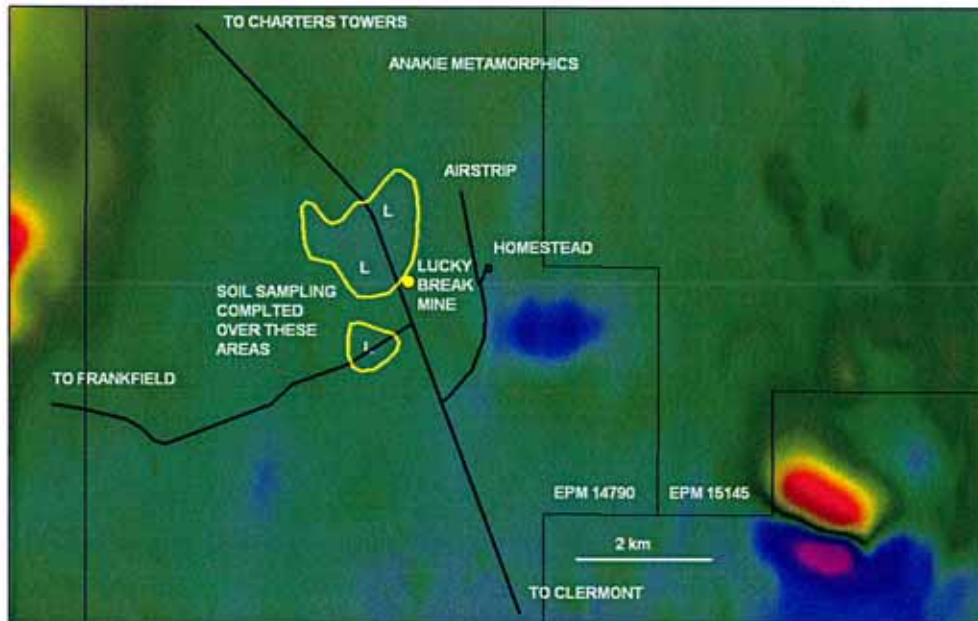 TO CHARTERS TOWERS
ANAKIE METAMORPHICS
AIRSTRIP
L
HOMESTEAD
L
LUCKY
BREAK
MINE
SOIL SAMPLING
COMPLTED
OVER THESE
AREAS
L
TO FRANKFIELD
EPM 14790
EPM 15145
2 km
TO CLERMONT